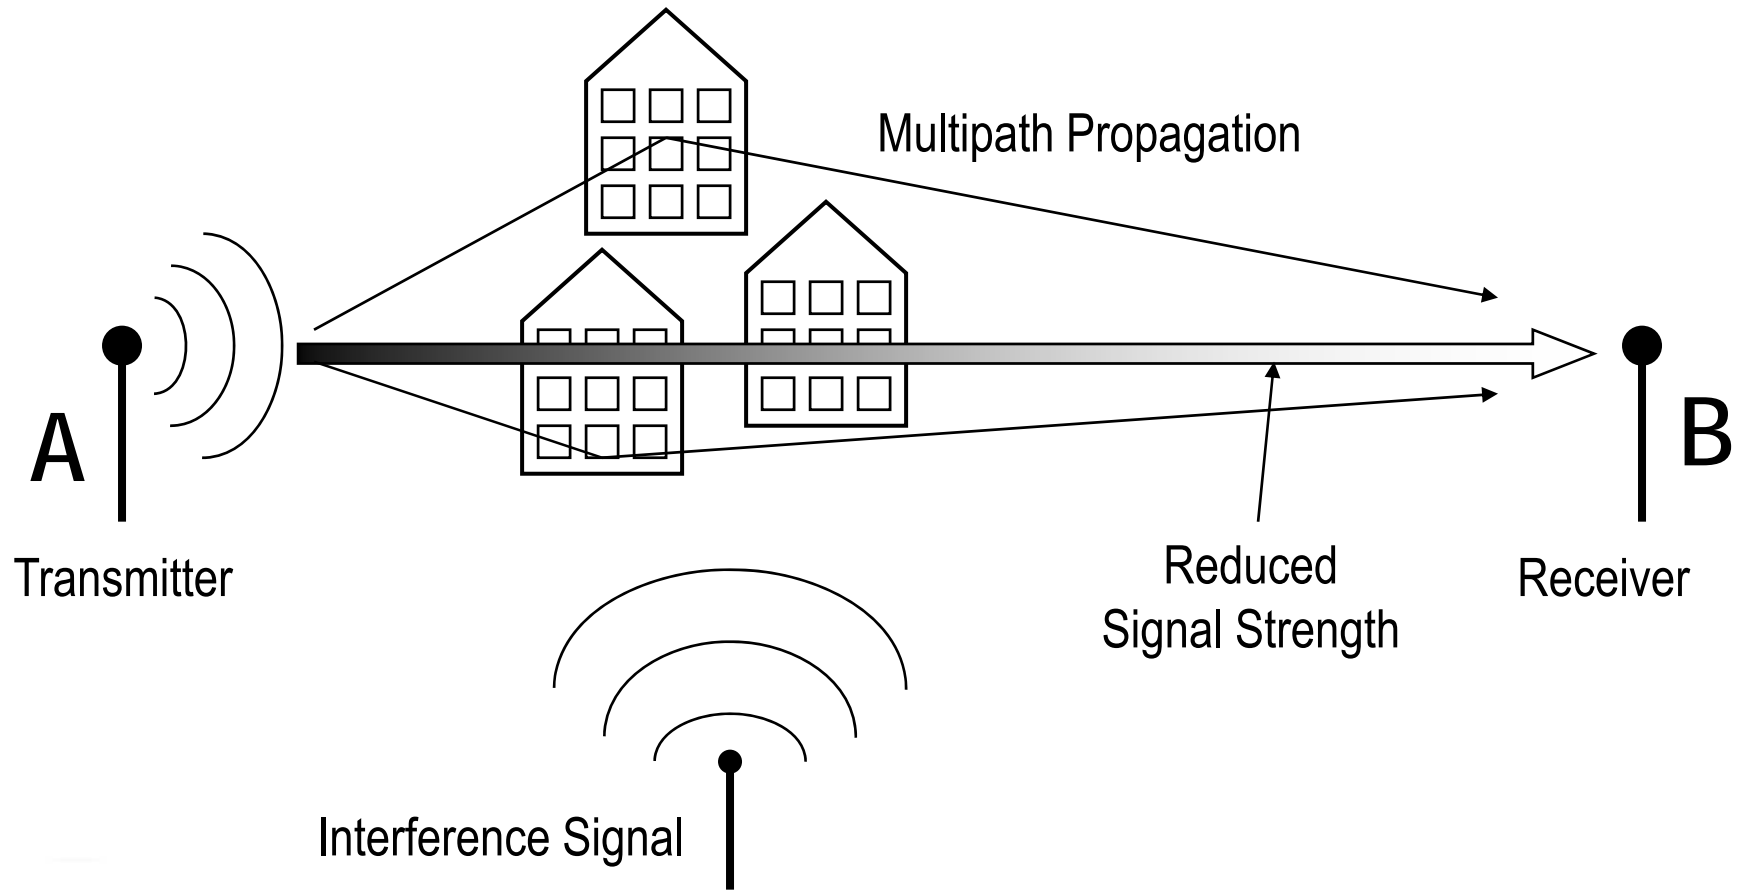 Multipath Propagation
A
B
Transmitter
Reduced
Signal Strength
Receiver
Interference Signal